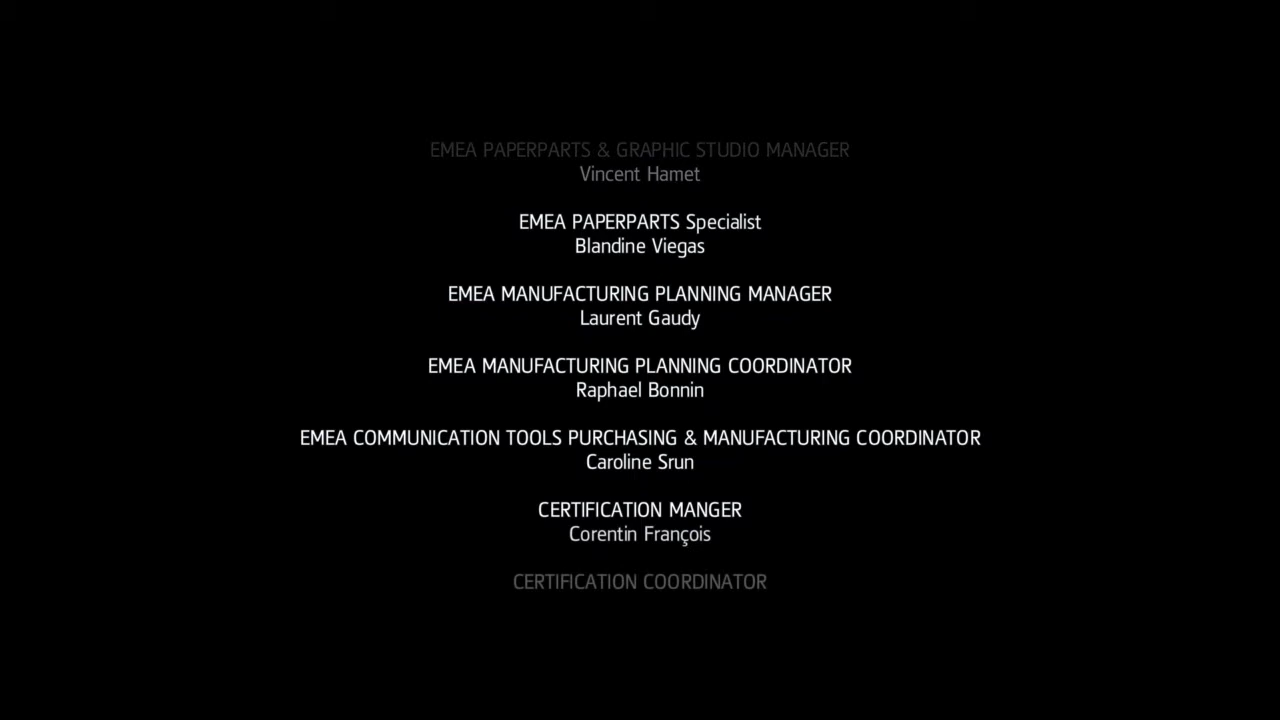 EMEA PAPERPARTS & GRAPHIC STUDIO MANAGER
Vincent Hamet
EMEA PAPERPARTS Specialist
Blandine Viegas
EMEA MANUFACTURING PLANNING MANAGER
Laurent Gaudy
EMEA MANUFACTURING PLANNING COORDINATOR
Raphael Bonnin
EMEA COMMUNICATION TOOLS PURCHASING & MANUFACTURING COORDINATOR
Caroline Srun
CERTIFICATION MANGER
Corentin François
CERTIFICATION COORDINATOR